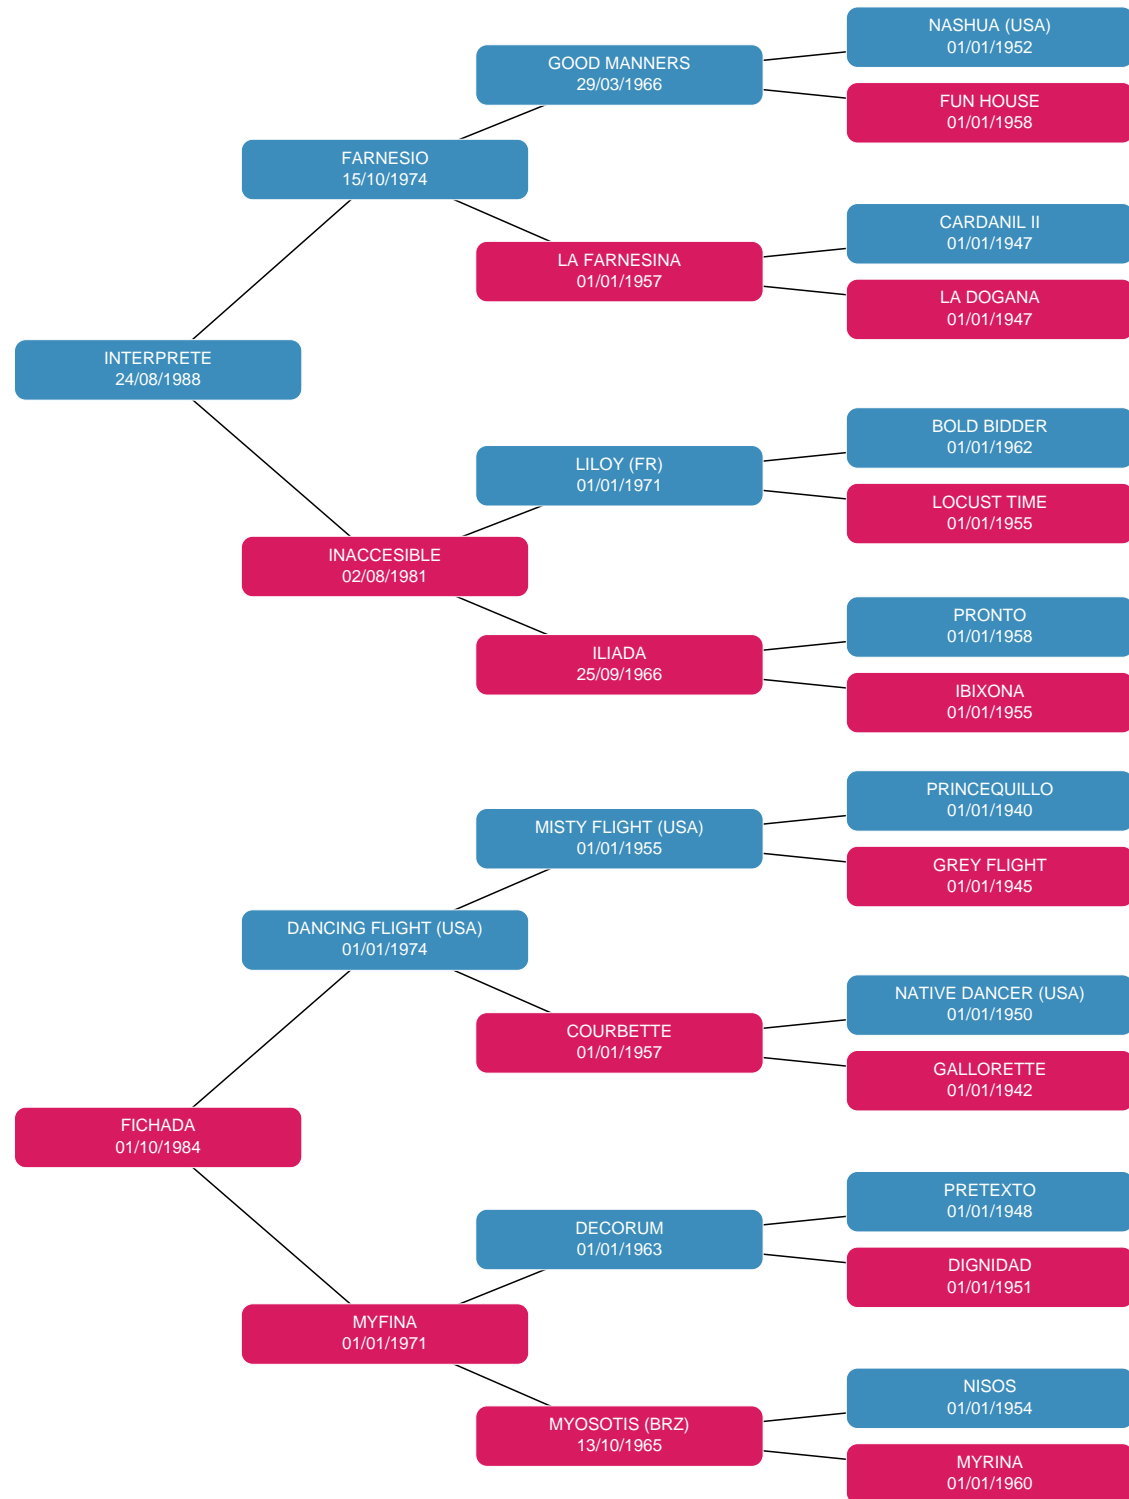 NASHUA (USA)
01/01/1952
GOOD MANNERS
29/03/1966
FUN HOUSE
01/01/1958
FARNESIO
15/10/1974
CARDANIL II
01/01/1947
LA FARNESINA
01/01/1957
LA DOGANA
01/01/1947
INTERPRETE
24/08/1988
BOLD BIDDER
01/01/1962
LILOY (FR)
01/01/1971
LOCUST TIME
01/01/1955
INACCESIBLE
02/08/1981
PRONTO
01/01/1958
ILIADA
25/09/1966
IBIXONA
01/01/1955
PRINCEQUILLO
01/01/1940
MISTY FLIGHT (USA)
01/01/1955
GREY FLIGHT
01/01/1945
DANCING FLIGHT (USA)
01/01/1974
NATIVE DANCER (USA)
01/01/1950
COURBETTE
01/01/1957
GALLORETTE
01/01/1942
FICHADA
01/10/1984
PRETEXTO
01/01/1948
DECORUM
01/01/1963
DIGNIDAD
01/01/1951
MYFINA
01/01/1971
NISOS
01/01/1954
MYOSOTIS (BRZ)
13/10/1965
MYRINA
01/01/1960